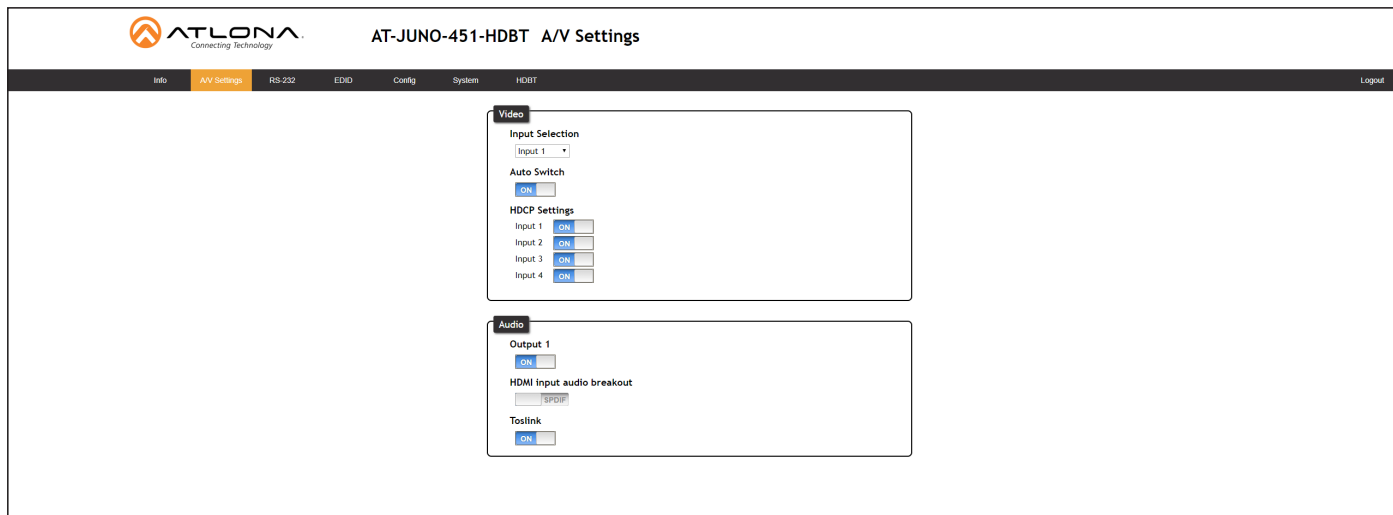 ATLONA.
Connecting Technology
AT-JUNO-451-HDBT A/V Settings
Info A/V Settings RS-232 EDID Config System HDBT Logout
Video
Input Selection
Input 1
Auto Switch
ON
HDCP Settings
Input 1 ON
Input 2 ON
Input 3 ON
Input 4 ON
Audio
Output 1
ON
HDMI input audio breakout
SPDIF
Toslink
ON